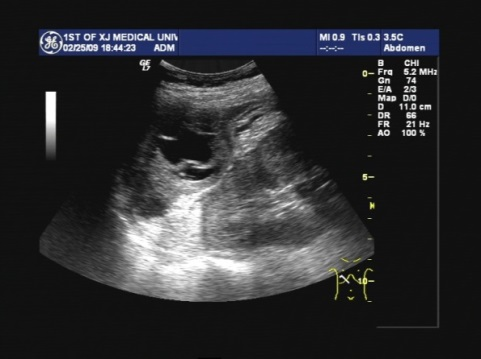 GE 1ST OF XJ MEDICAL UNIV
MI 0.9 TIs 0.3 3.5C
02/25/09 18:44:23 ADM
--:--:-- Abdomen
B CHI
Frq 5.2 MHz
Gn 74
E/A 2/3
Map D/0
D 11.0 cm
DR 66
FR 21 Hz
AO 100 %
0
5
10